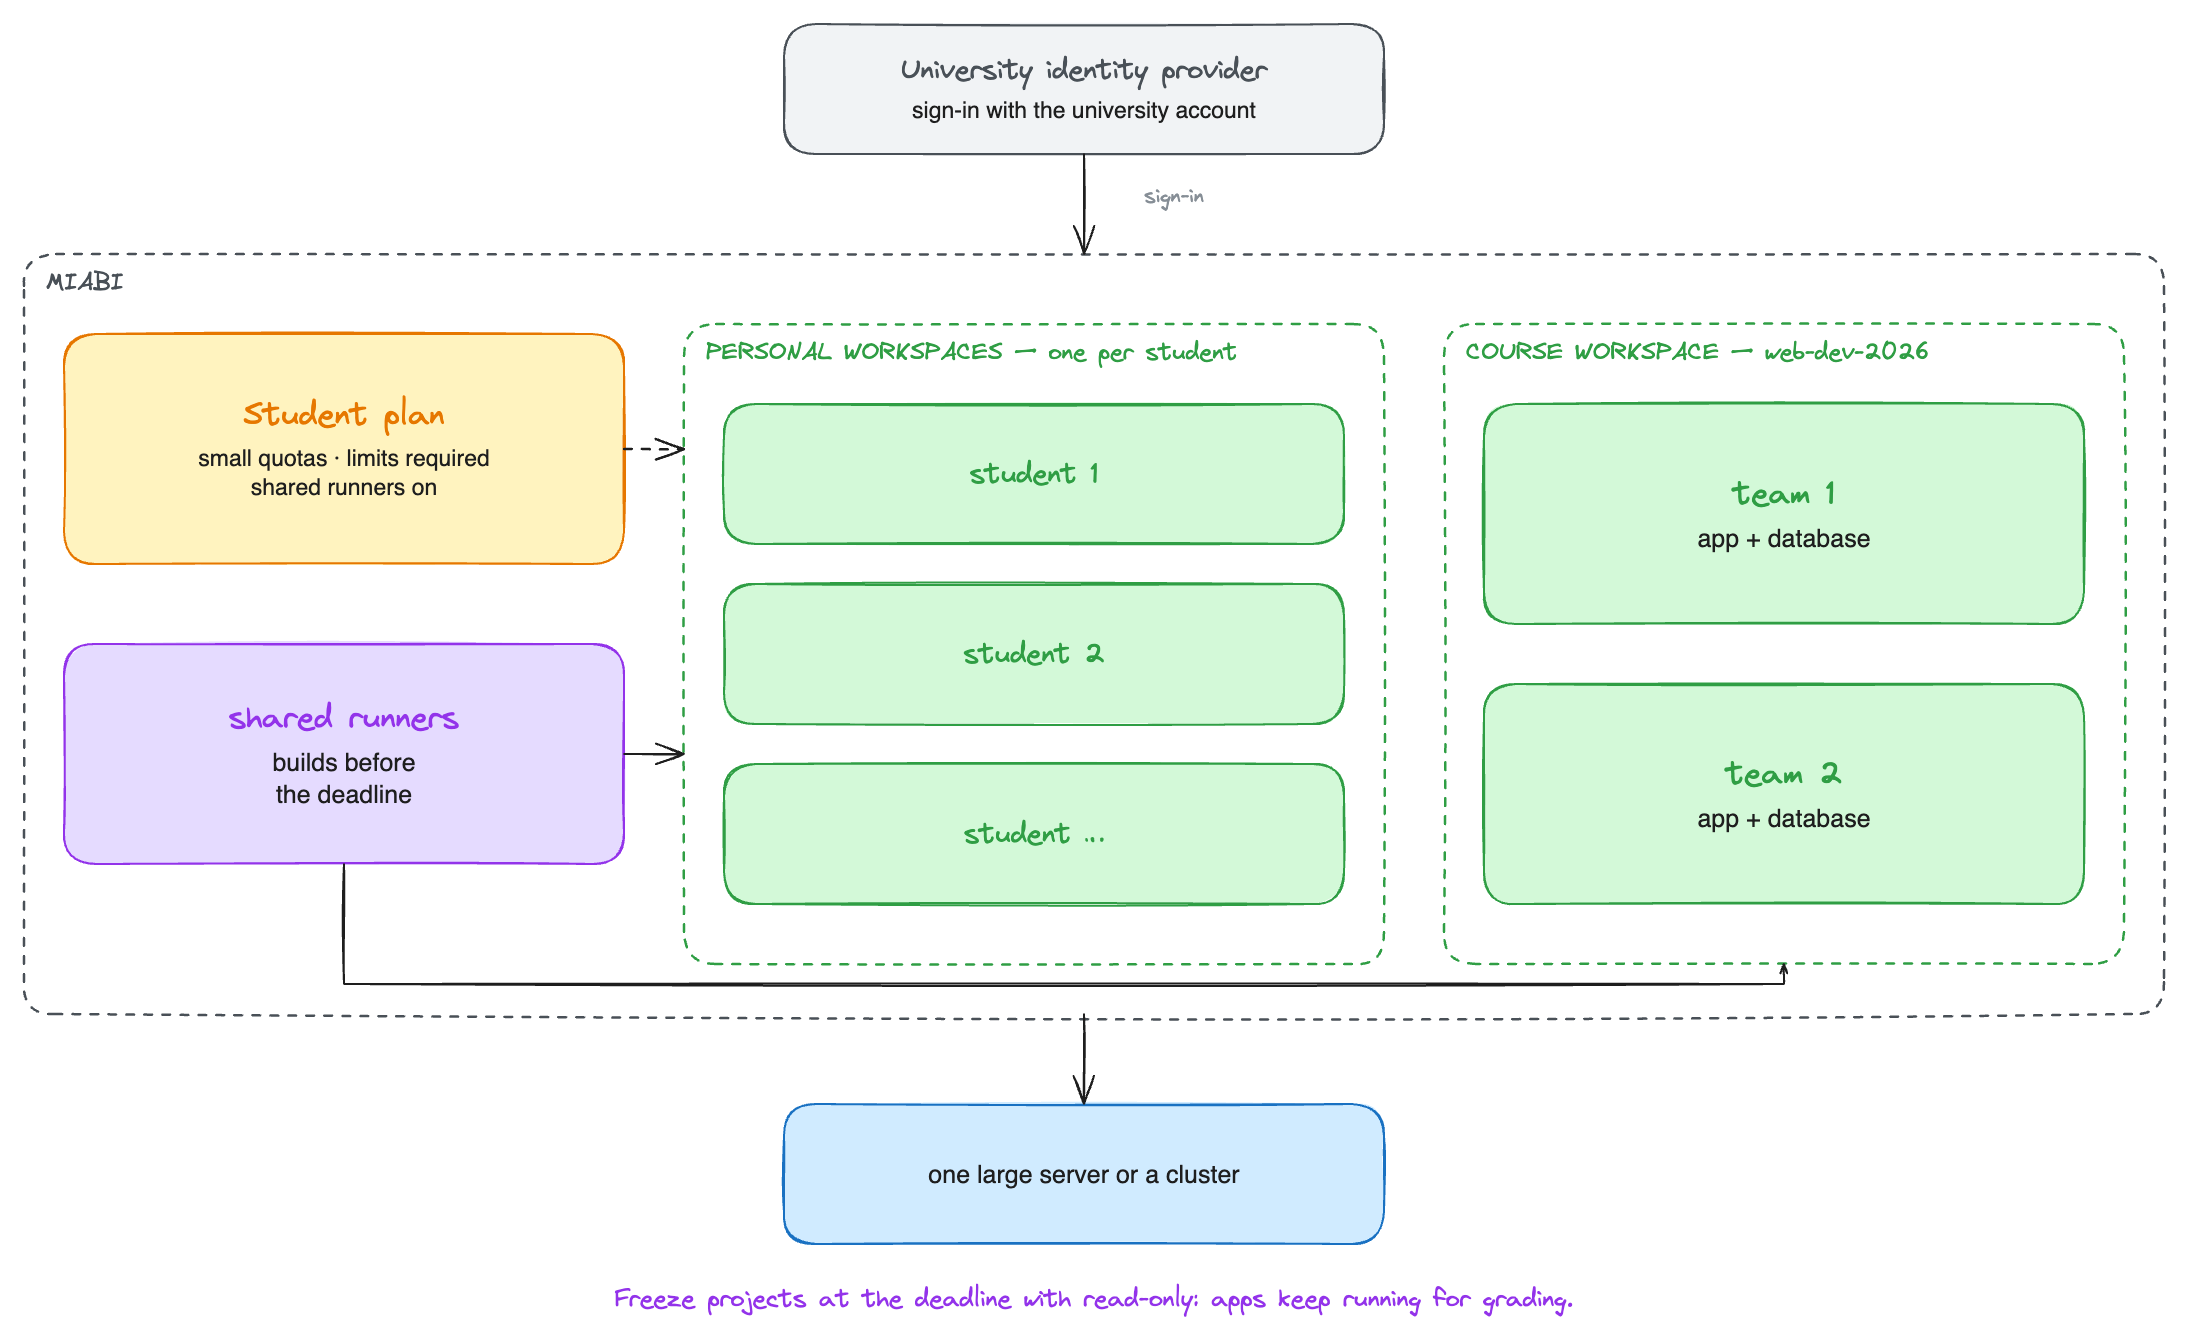 University identity provider
sign-in with the university account
sign-in
MIABI
Student plan
small quotas · limits required
shared runners on
shared runners
builds before
the deadline
PERSONAL WORKSPACES — one per student
student 1
student 2
student ...
COURSE WORKSPACE — web-dev-2026
team 1
app + database
team 2
app + database
one large server or a cluster
Freeze projects at the deadline with read-only: apps keep running for grading.